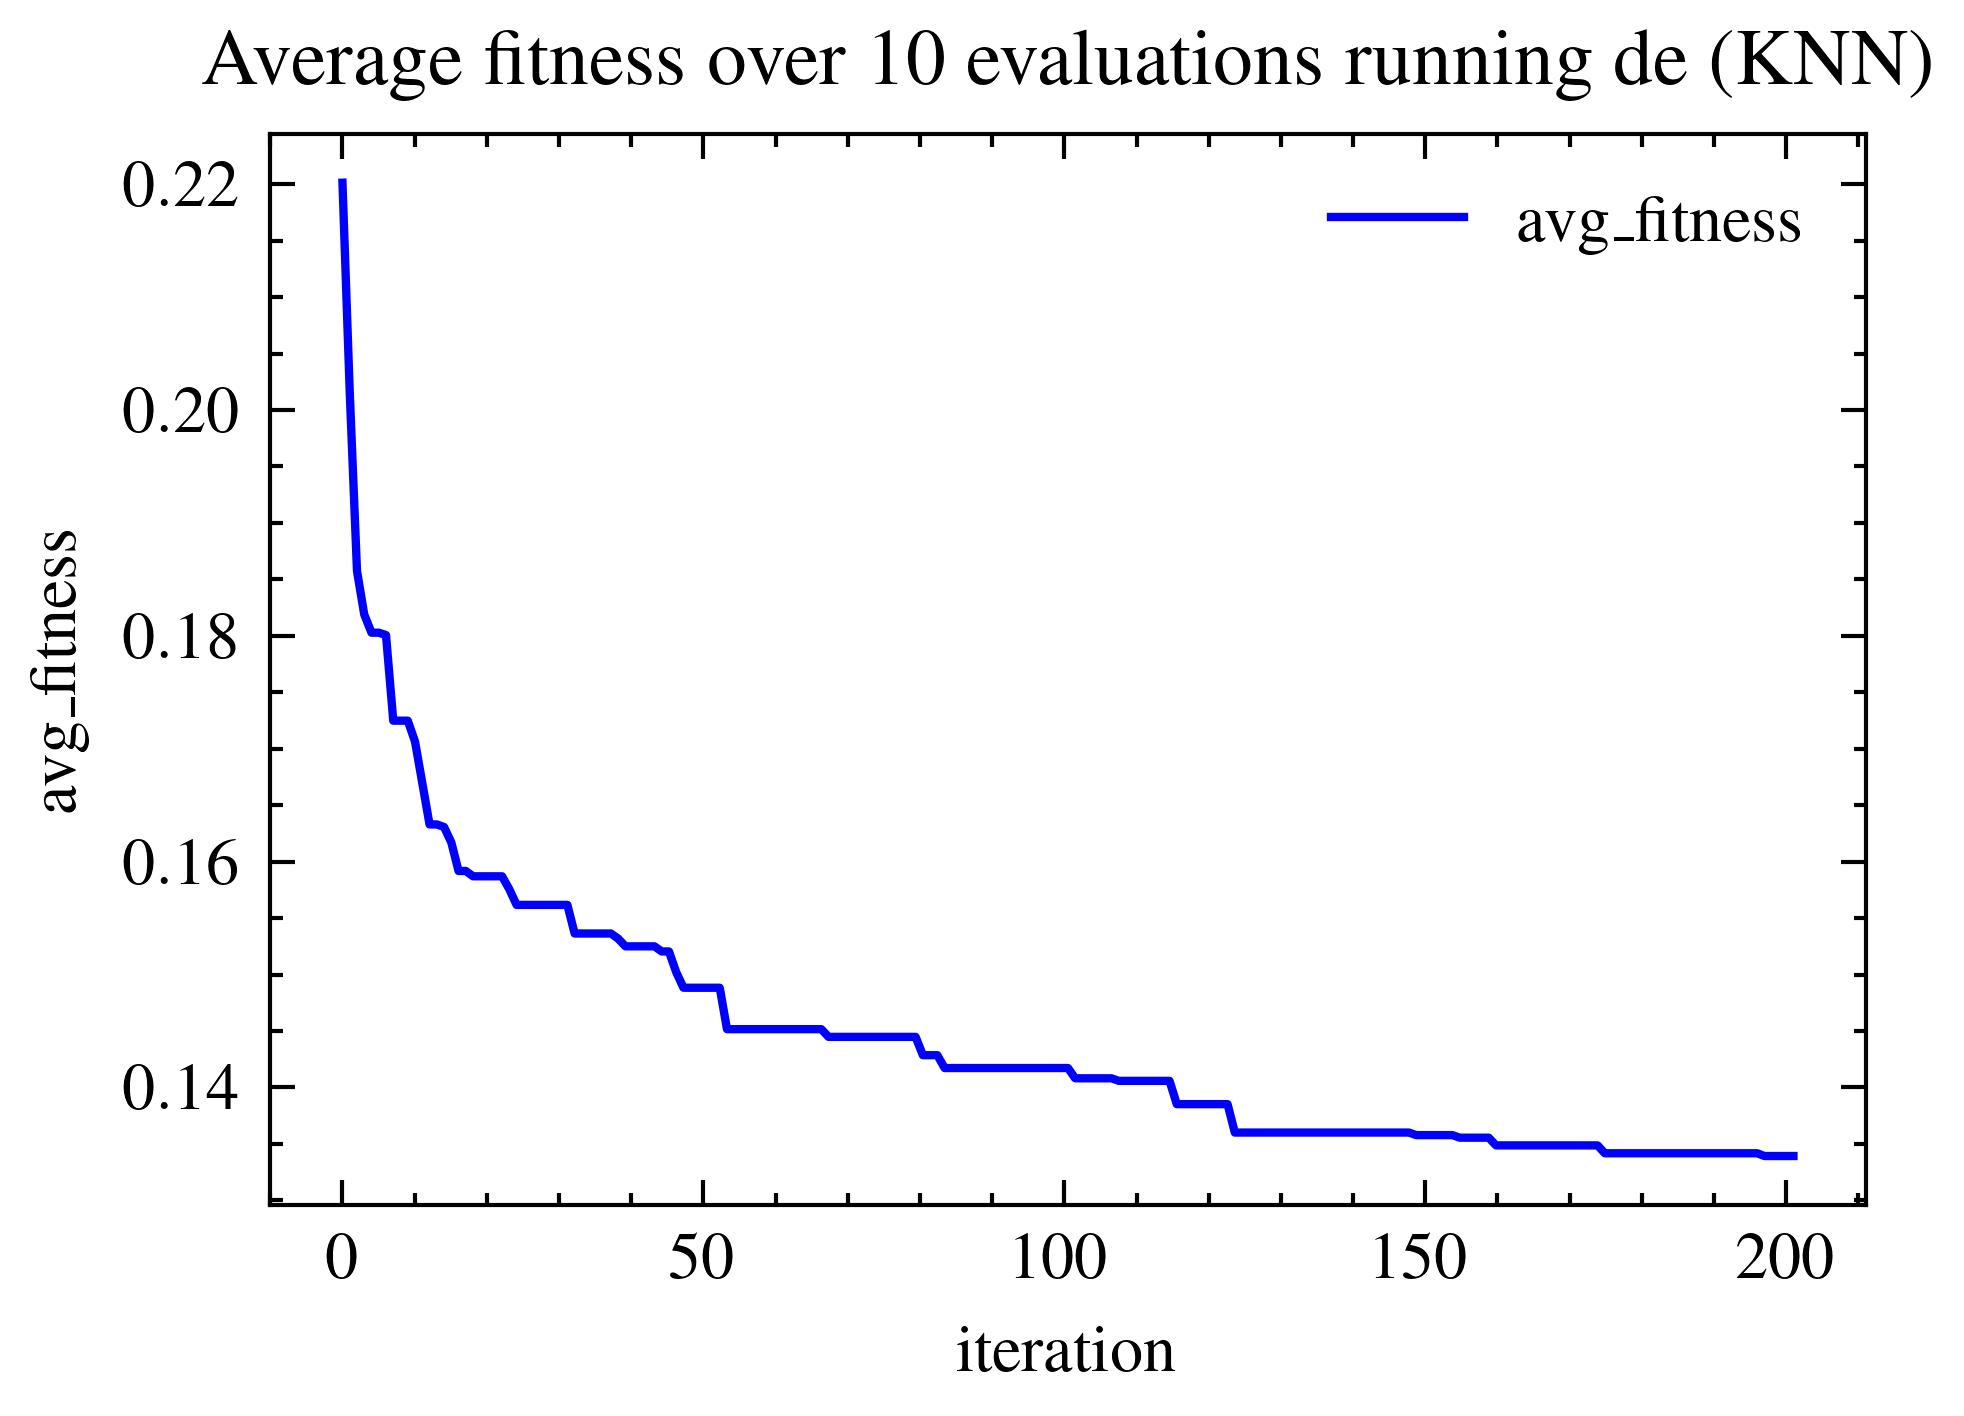 Average fitness over 10 evaluations running de (KNN)
avg_fitness
0.22
0.20
0.18
0.16
0.14
avg_fitness
0 50 100 150 200
iteration